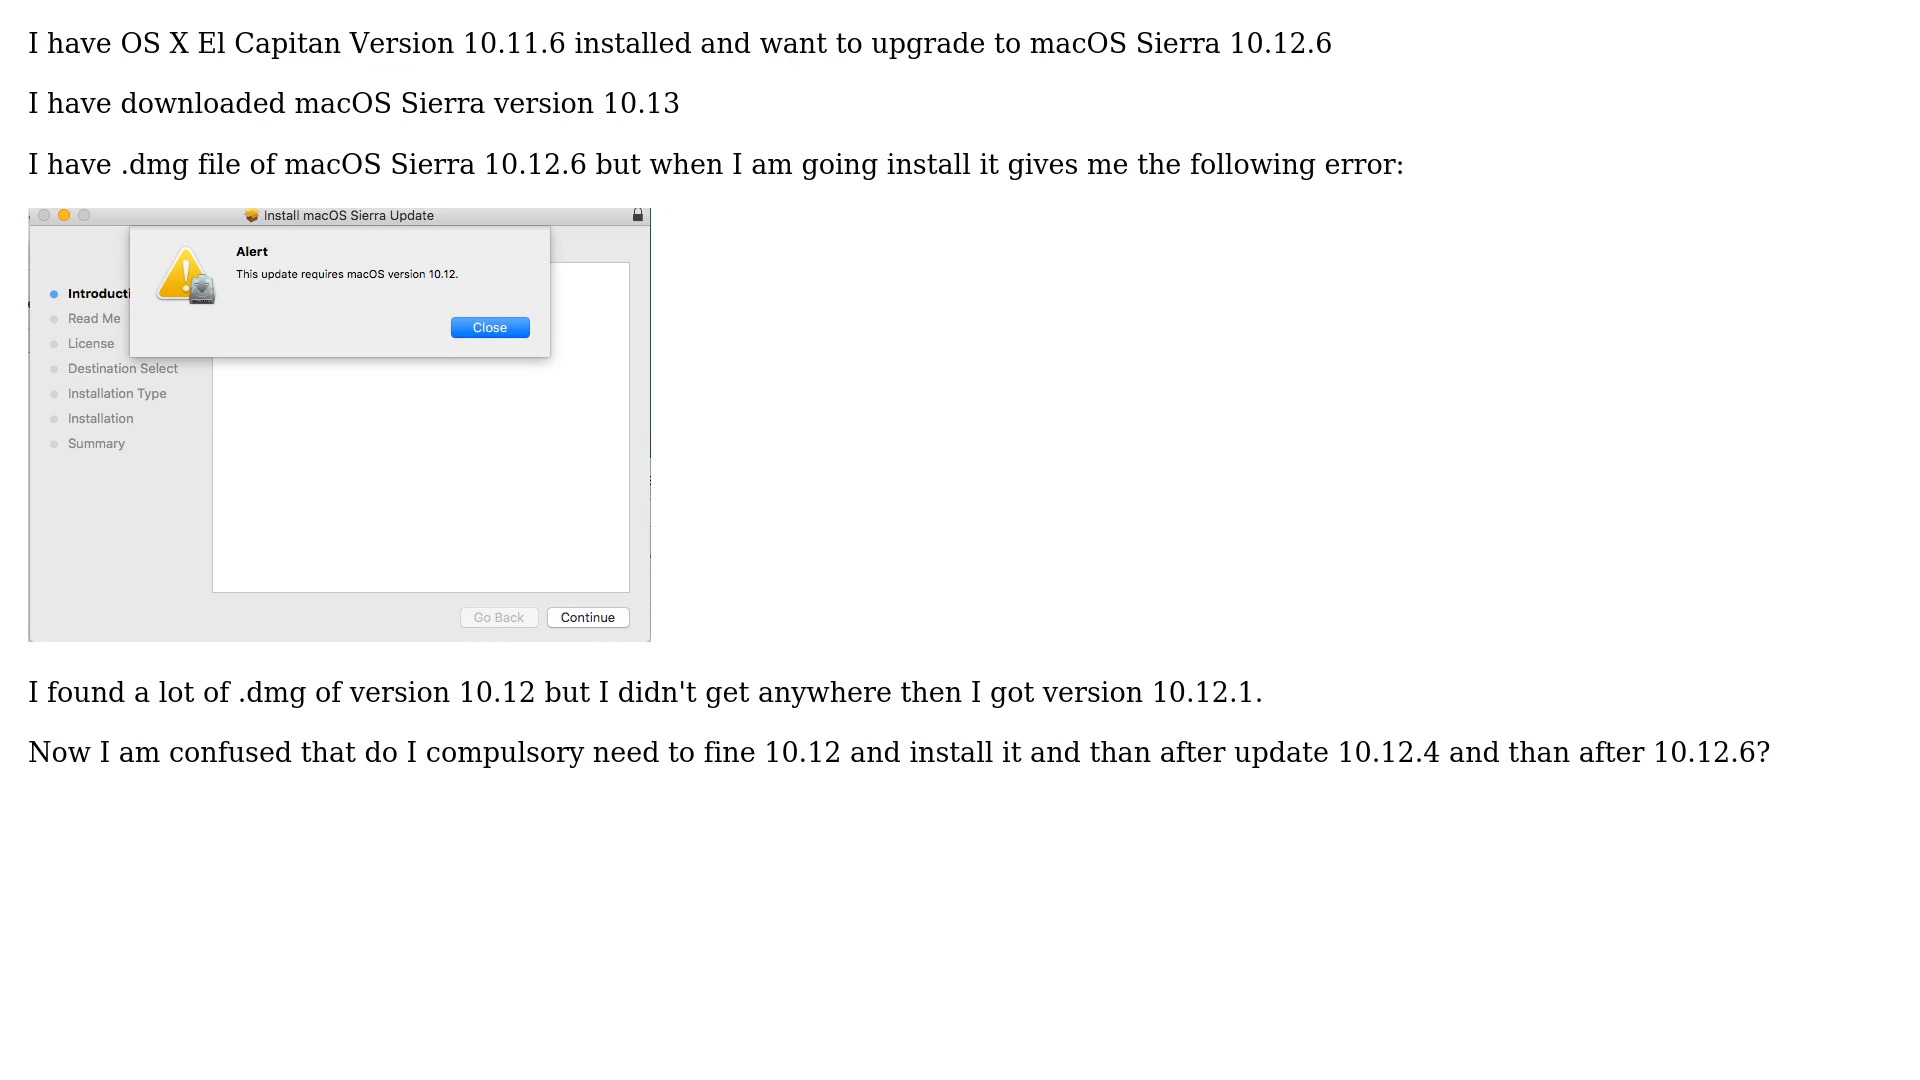 I have OS X El Capitan Version 10.11.6 installed and want to upgrade to macOS Sierra 10.12.6
I have downloaded macOS Sierra version 10.13
I have .dmg file of macOS Sierra 10.12.6 but when I am going install it gives me the following error:
Install macOS Sierra Update
Alert
This update requires macOS version 10.12.
Close
Introducti
Read Me
License
Destination Select
Installation Type
Installation
Summary
Go Back
Continue
I found a lot of .dmg of version 10.12 but I didn't get anywhere then I got version 10.12.1.
Now I am confused that do I compulsory need to fine 10.12 and install it and than after update 10.12.4 and than after 10.12.6?